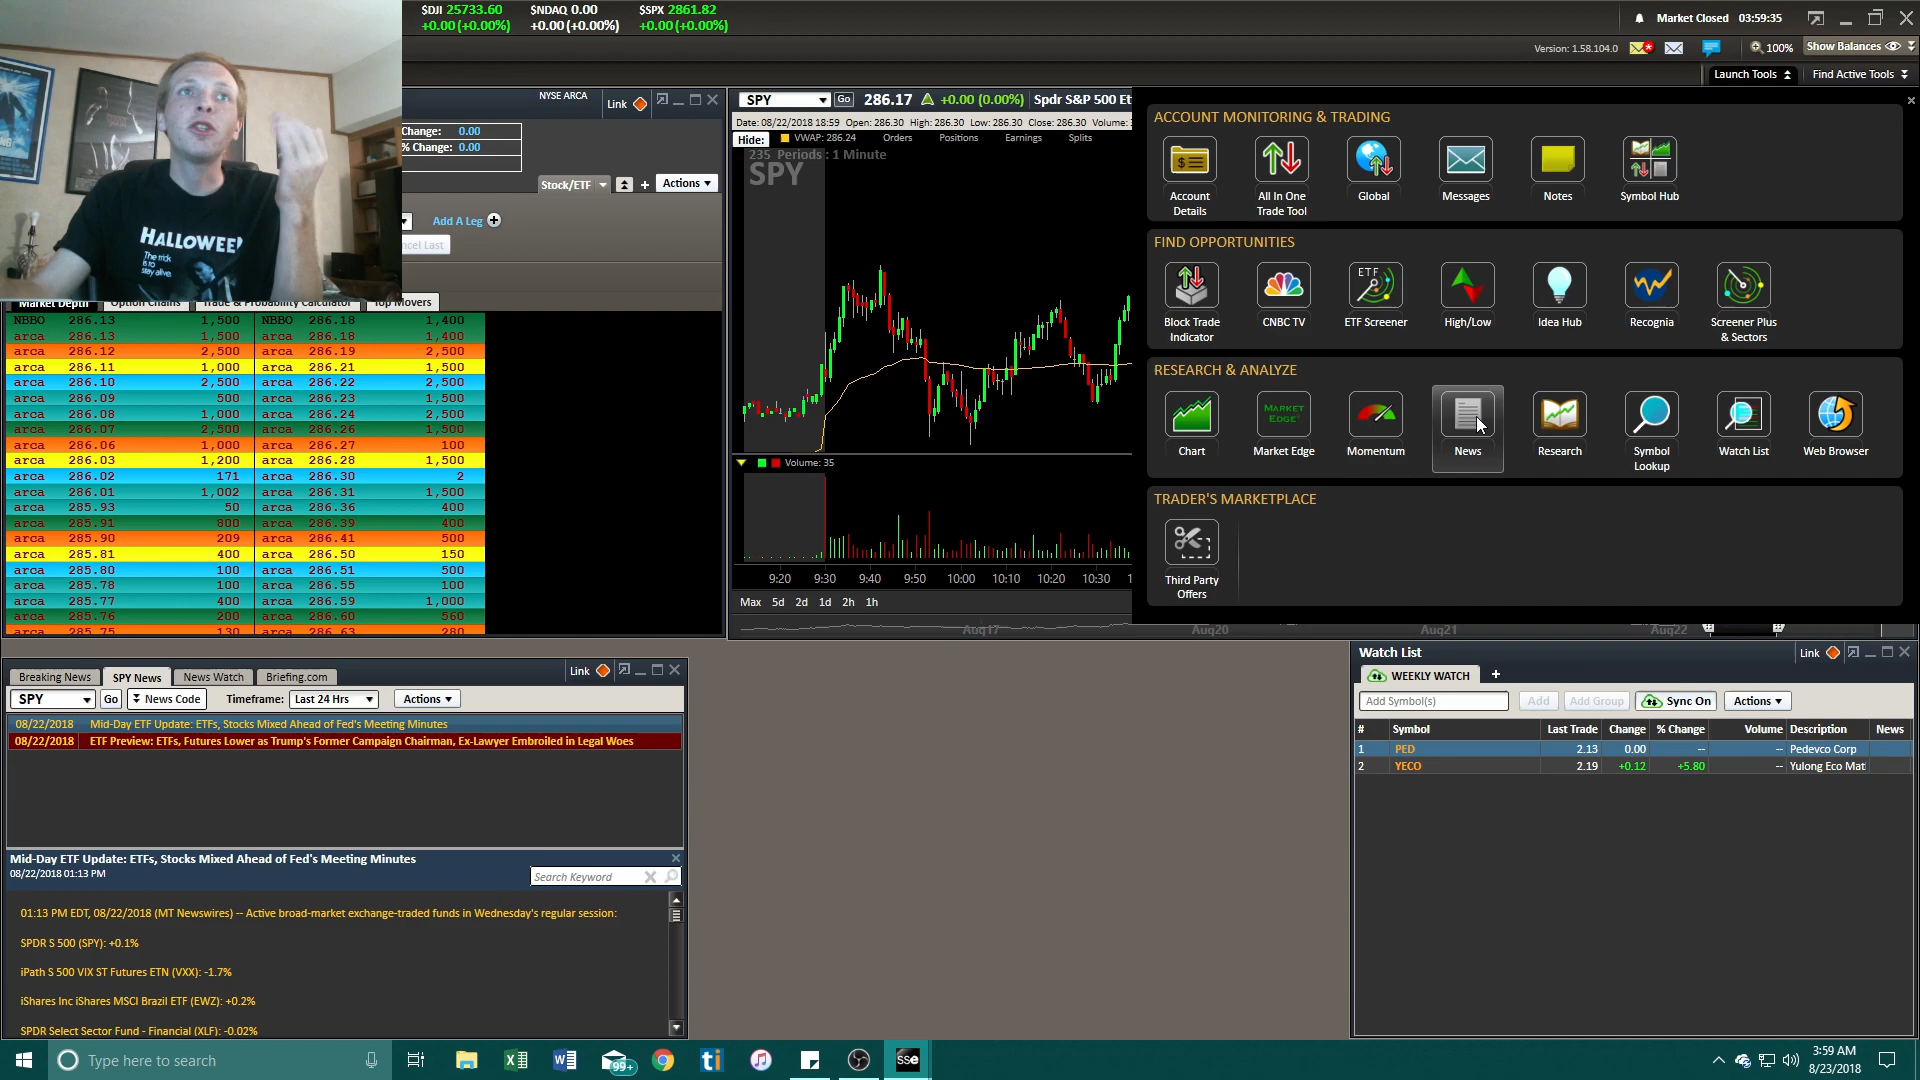 $DJI 25733.60
+0.00 (+0.00%)
$NDAQ 0.00
+0.00 (+0.00%)
$SPX 2861.82
+0.00 (+0.00%)
Market Closed 03:59:35
Version: 1.58.104.0
100%
Show Balances
Launch Tools
Find Active Tools
HALLOWEEN
The trick
is to
stay alive.
NYSE ARCA
Link
Change: 0.00
% Change: 0.00
Stock/ETF
+
Actions
Add A Leg
ncel Last
Market Depth
Option Chains
Trade & Probability Calculator
Top Movers
NBBO 286.13 1,500 NBBO 286.18 1,400
arca 286.13 1,500 arca 286.18 1,400
arca 286.12 2,500 arca 286.19 2,500
arca 286.11 1,000 arca 286.21 1,500
arca 286.10 2,500 arca 286.22 2,500
arca 286.09 500 arca 286.23 1,500
arca 286.08 1,000 arca 286.24 2,500
arca 286.07 2,500 arca 286.26 1,500
arca 286.06 1,000 arca 286.27 100
arca 286.03 1,200 arca 286.28 1,500
arca 286.02 171 arca 286.30 2
arca 286.01 1,002 arca 286.31 1,500
arca 285.93 50 arca 286.36 400
arca 285.91 800 arca 286.39 400
arca 285.90 209 arca 286.41 500
arca 285.81 400 arca 286.50 150
arca 285.80 100 arca 286.51 500
arca 285.78 100 arca 286.55 100
arca 285.77 400 arca 286.59 1,000
arca 285.76 200 arca 286.60 560
arca 285.75 130 arca 286.63 280
SPY Go 286.17 +0.00 (0.00%) Spdr S&P 500 Et
Date: 08/22/2018 18:59 Open: 286.30 High: 286.30 Low: 286.30 Close: 286.30 Volume:
Hide: VWAP: 286.24 Orders Positions Earnings Splits
235 Periods : 1 Minute
SPY
Volume: 35
9:20 9:30 9:40 9:50 10:00 10:10 10:20 10:30
Max 5d 2d 1d 2h 1h
Aug17 Aug20 Aug21 Aug22
ACCOUNT MONITORING & TRADING
Account
Details
All In One
Trade Tool
Global
Messages
Notes
Symbol Hub
FIND OPPORTUNITIES
Block Trade
Indicator
CNBC TV
ETF
ETF Screener
High/Low
Idea Hub
Recognia
Screener Plus
& Sectors
RESEARCH & ANALYZE
Chart
MARKET
EDGE
Market Edge
Momentum
News
Research
Symbol
Lookup
Watch List
Web Browser
TRADER'S MARKETPLACE
Third Party
Offers
Breaking News
SPY News
News Watch
Briefing.com
Link
SPY Go News Code Timeframe: Last 24 Hrs Actions
08/22/2018 Mid-Day ETF Update: ETFs, Stocks Mixed Ahead of Fed's Meeting Minutes
08/22/2018 ETF Preview: ETFs, Futures Lower as Trump's Former Campaign Chairman, Ex-Lawyer Embroiled in Legal Woes
Mid-Day ETF Update: ETFs, Stocks Mixed Ahead of Fed's Meeting Minutes
08/22/2018 01:13 PM
Search Keyword
01:13 PM EDT, 08/22/2018 (MT Newswires) -- Active broad-market exchange-traded funds in Wednesday's regular session:
SPDR S 500 (SPY): +0.1%
iPath S 500 VIX ST Futures ETN (VXX): -1.7%
iShares Inc iShares MSCI Brazil ETF (EWZ): +0.2%
SPDR Select Sector Fund - Financial (XLF): -0.02%
Watch List
Link
WEEKLY WATCH
+
Add Symbol(s) Add Add Group Sync On Actions
# Symbol Last Trade Change % Change Volume Description News
1 PED 2.13 0.00 -- -- Pedevco Corp
2 YECO 2.19 +0.12 +5.80 -- Yulong Eco Mat
Type here to search
99+
ti
SSe
3:59 AM
8/23/2018